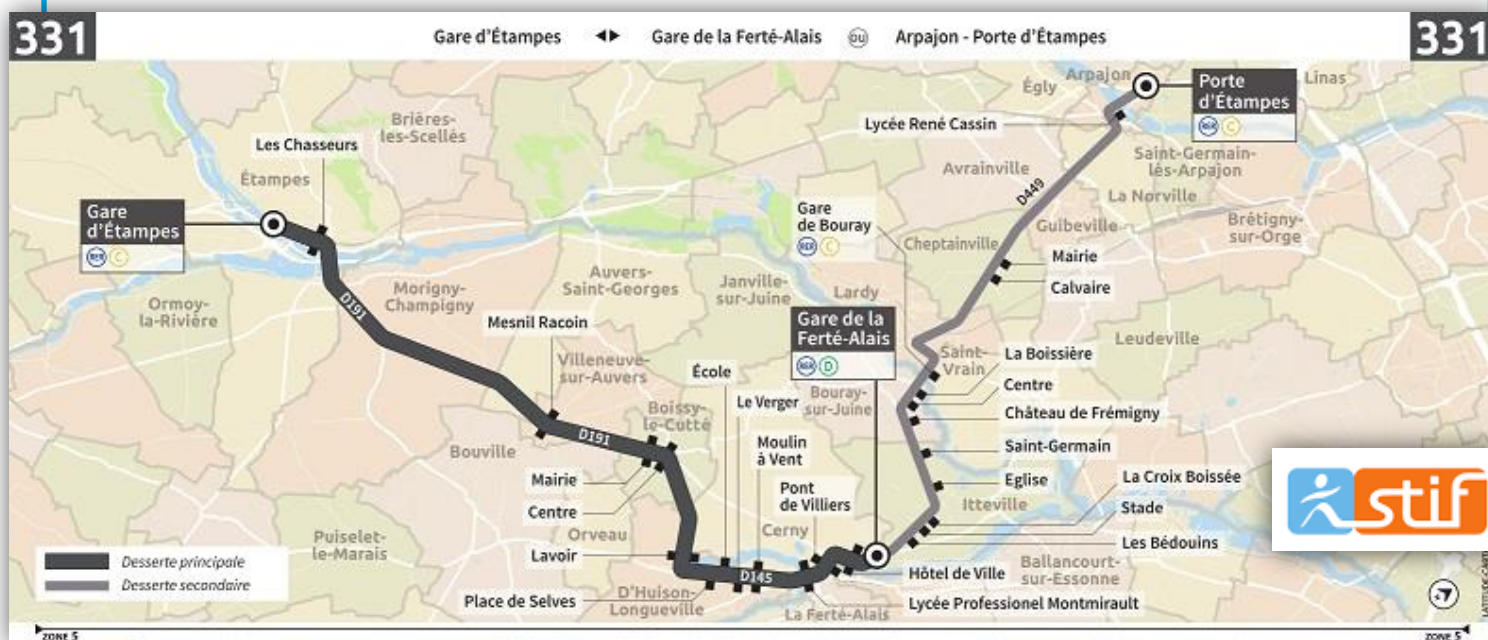 331
Gare d'Étampes ◄► Gare de la Ferté-Alais ou Arpajon - Porte d'Étampes
331
Arpajon
Égly
Porte
d'Étampes
RER C
Linas
Lycée René Cassin
Brières-
les-Scellés
Les Chasseurs
Étampes
Saint-Germain-
lès-Arpajon
Avrainville
D449
La Norville
Gare
d'Étampes
RER C
Gare
de Bouray
RER C
Guibeville
Brétigny-
sur-Orge
Cheptainville
Mairie
Calvaire
Auvers-
Saint-Georges
Janville-
sur-Juine
Lardy
Morigny-
Champigny
Ormoy-
la-Rivière
D191
Mesnil Racoin
Gare de la
Ferté-Alais
RER D
Leudeville
Saint-
Vrain
La Boissière
Villeneuve-
sur-Auvers
École
Centre
Bouray-
sur-Juine
Le Verger
Château de Frémigny
Boissy-
le-Cutté
D191
Moulin
à Vent
Bouville
Saint-Germain
stif
Mairie
Pont
de Villiers
Eglise
La Croix Boissée
Centre
Itteville
Stade
Puiselet-
le-Marais
Orveau
Cerny
Les Bédouins
Lavoir
Desserte principale
Desserte secondaire
D145
Hôtel de Ville
Ballancourt-
sur-Essonne
Place de Selves
D'Huison-
Longueville
La Ferté-Alais
Lycée Professionel Montmirault
ZONE 5
ZONE 5